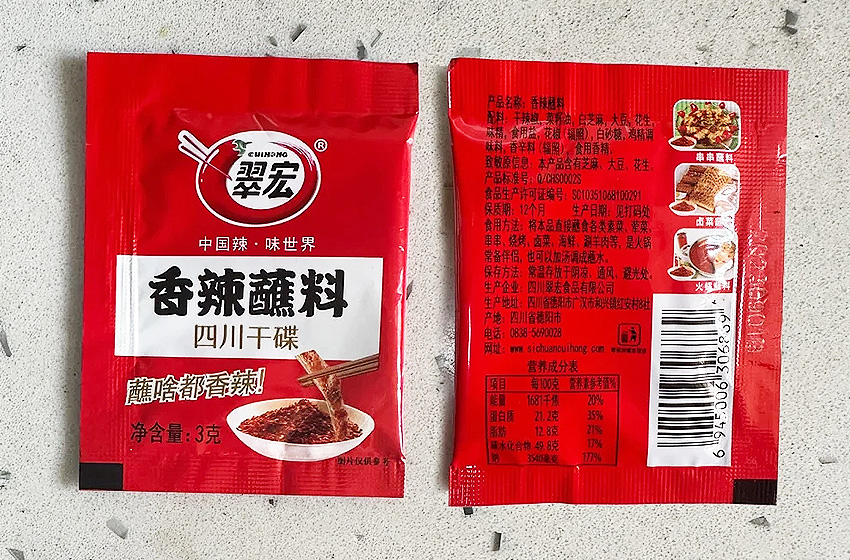 CUIHONG
翠宏
®
中国辣·味世界
香辣蘸料
四川干碟
蘸啥都香辣!
净含量:3克
图片仅供参考
产品名称: 香辣蘸料
配料: 干辣椒, 菜籽油, 白芝麻, 大豆, 花生,
味精, 食用盐, 花椒(辐照), 白砂糖, 鸡精调
味料, 香辛料(辐照), 食用香精。
致敏原信息: 本产品含有芝麻、大豆、花生。
产品标准号: Q/CHS0002S
食品生产许可证编号: SC10351068100291
保质期: 12个月 生产日期: 见打码处
食用方法: 将本品直接蘸食各类素菜、荤菜、
串串、烧烤、卤菜、海鲜、涮羊肉等, 是火锅
常备伴侣, 也可以加汤调成蘸水。
保存方法: 常温存放于阴凉、通风、避光处。
生产企业: 四川翠宏食品有限公司
生产地址: 四川省德阳市广汉市和兴镇红安村8社
产地: 四川省德阳市
电话: 0838-5690028
网址: www.sichuancuihong.com
营养成分表
项目 每100克 营养素参考值%
能量 1681千焦 20%
蛋白质 21.2克 35%
脂肪 12.8克 21%
碳水化合物 49.8克 17%
钠 3540毫克 177%
串串蘸料
卤菜蘸料
火锅蘸料
6 945006 306969